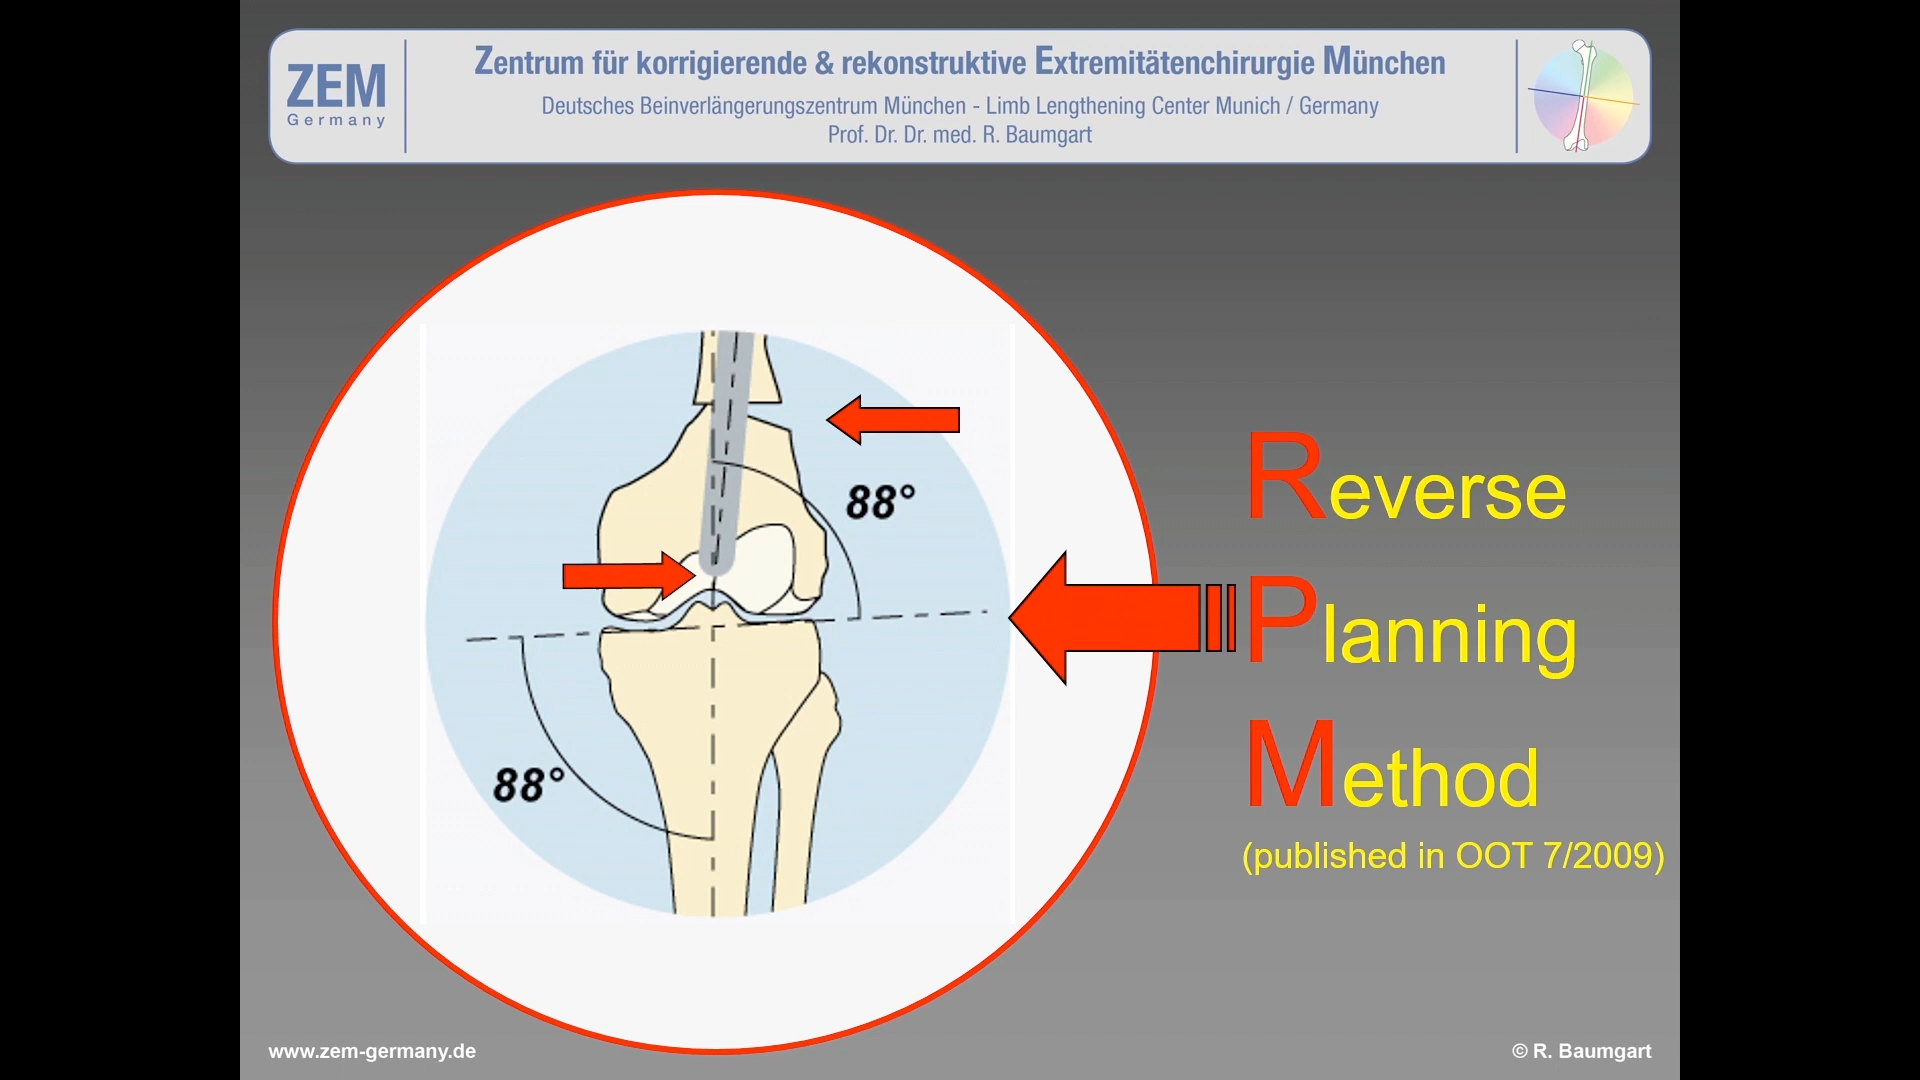 ZEM
Germany
Zentrum für korrigierende & rekonstruktive Extremitätenchirurgie München
Deutsches Beinverlängerungszentrum München - Limb Lengthening Center Munich / Germany
Prof. Dr. Dr. med. R. Baumgart
88°
88°
Reverse
Planning
Method
(published in OOT 7/2009)
www.zem-germany.de
© R. Baumgart